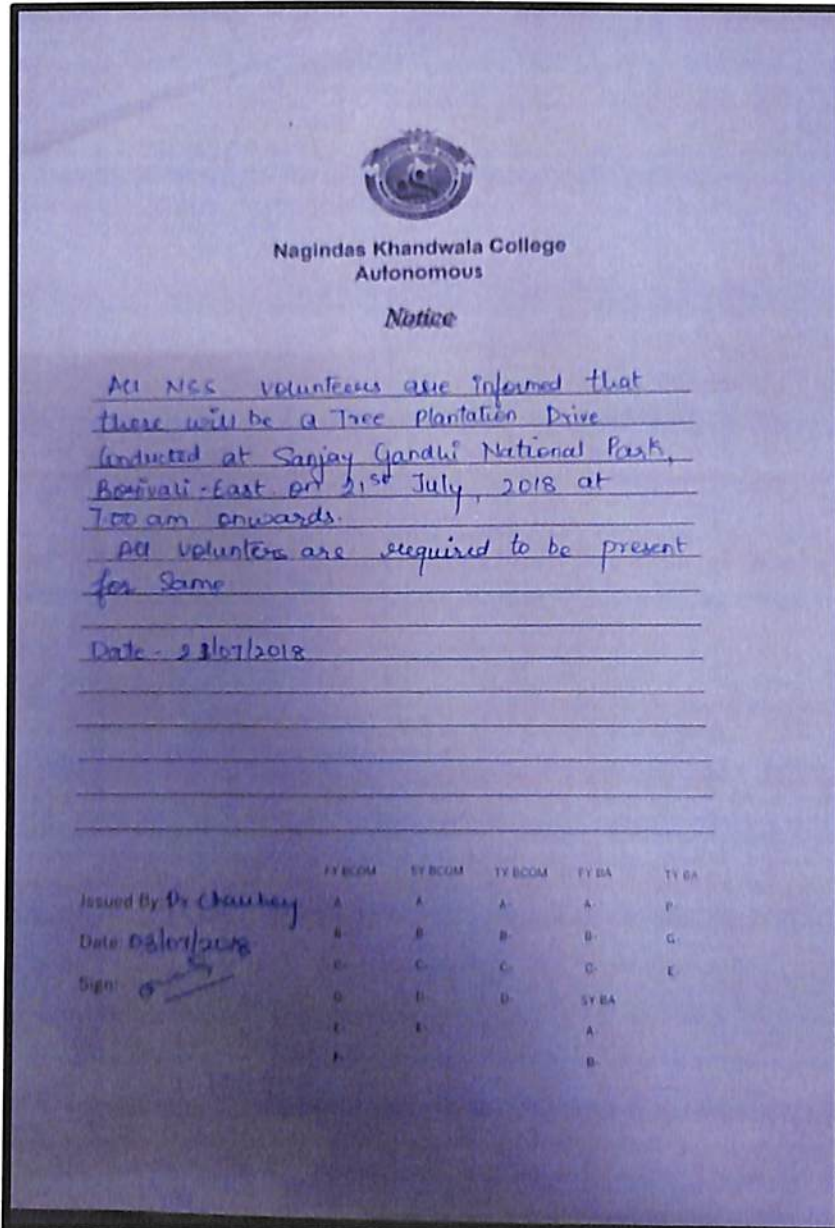 Nagindas Khandwala College
Autonomous
Notice
All NSS volunteers are informed that
there will be a Tree Plantation Drive
Conducted at Sanjay Gandhi National Park,
Borivali-East on 21st July, 2018 at
7.00 am onwards.
All volunters are required to be present
for Same
Date - 21/07/2018
FY BCOM SY BCOM TY BCOM FY BA TY BA
Issued By: Dr Chaubey A- A- A- A- P-
Date: 03/07/2018 B- B- B- B- G-
Sign: C- C- C- C- E-
D- D- D- SY BA
E- E- A-
F- B-